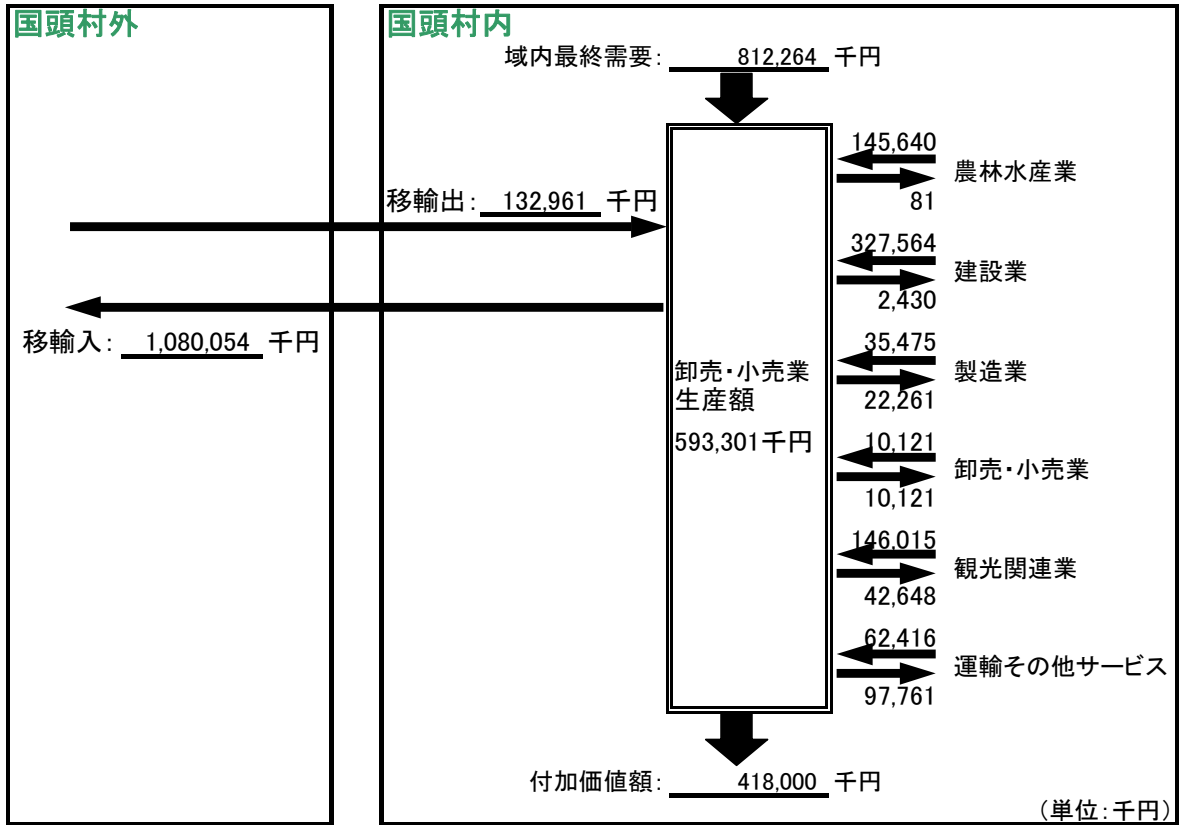 国頭村外
国頭村内
域内最終需要： 812,264 千円
移輸出： 132,961 千円
移輸入： 1,080,054 千円
卸売・小売業
生産額
593,301千円
145,640
農林水産業
81
327,564
建設業
2,430
35,475
製造業
22,261
10,121
卸売・小売業
10,121
146,015
観光関連業
42,648
62,416
運輸その他サービス
97,761
付加価値額： 418,000 千円
（単位：千円）